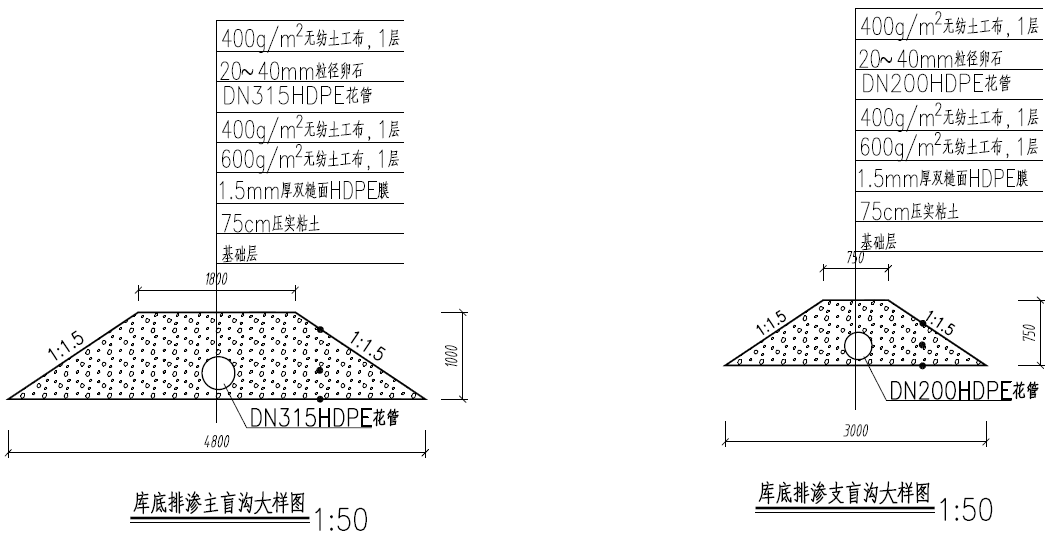 400g/m²无纺土工布，1层
20~40mm粒径卵石
DN315HDPE花管
400g/m²无纺土工布，1层
600g/m²无纺土工布，1层
1.5mm厚双糙面HDPE膜
75cm压实粘土
基础层
1800
1:1.5
1:1.5
1000
DN315HDPE花管
4800
库底排渗主盲沟大样图 1:50
400g/m²无纺土工布，1层
20~40mm粒径卵石
DN200HDPE花管
400g/m²无纺土工布，1层
600g/m²无纺土工布，1层
1.5mm厚双糙面HDPE膜
75cm压实粘土
基础层
750
1:1.5
1:1.5
750
DN200HDPE花管
3000
库底排渗支盲沟大样图 1:50